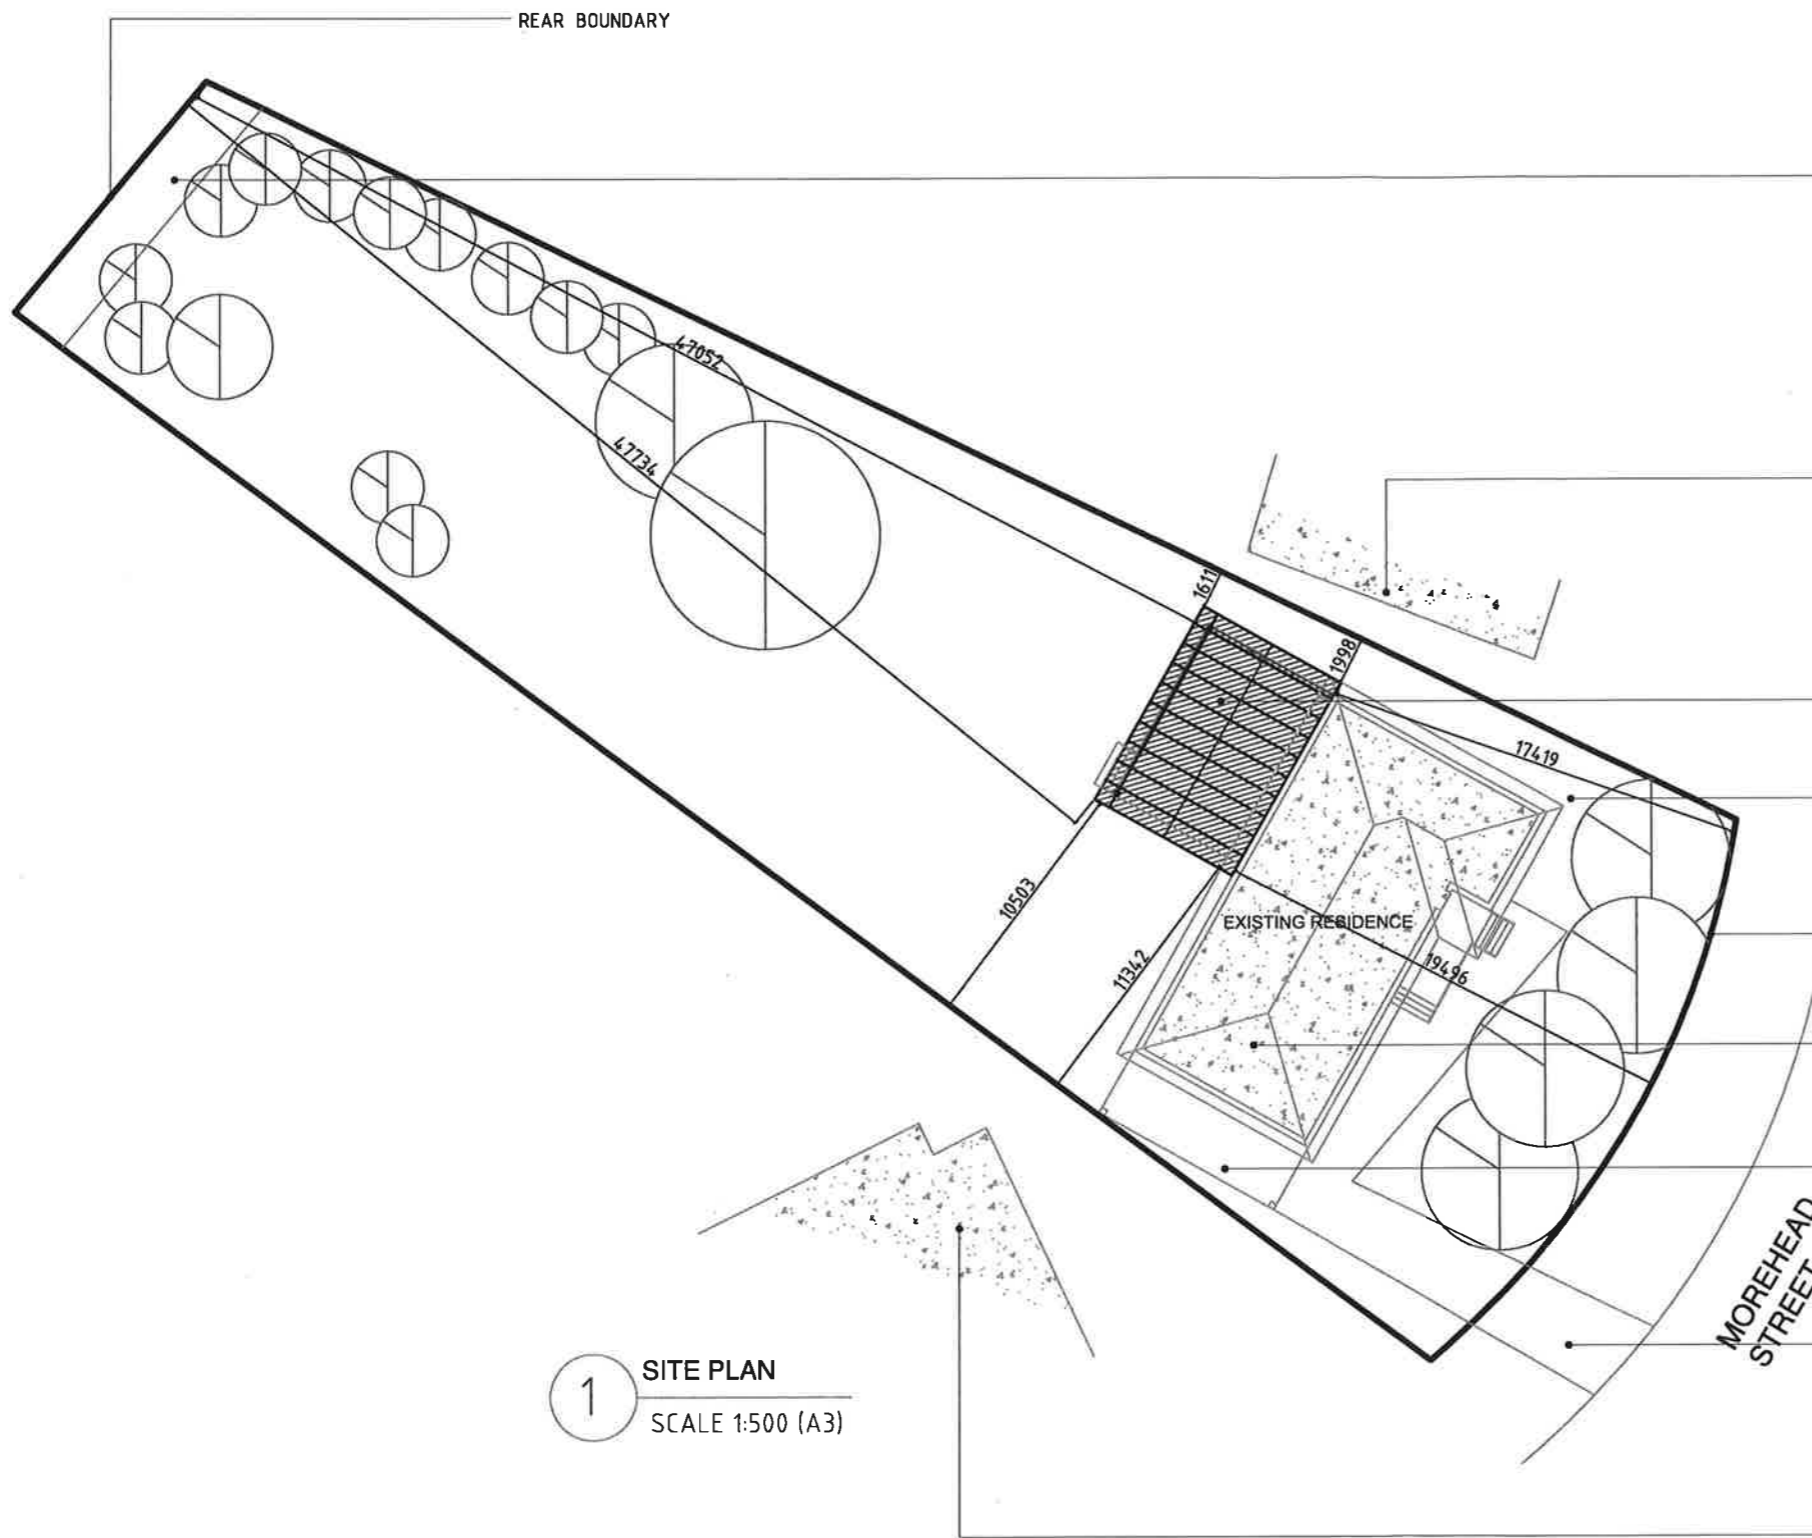 REAR BOUNDARY
47052
47734
1611
1998
17419
10503
11342
EXISTING RESIDENCE
19496
MOREHEAD
STREET
1
SITE PLAN
SCALE 1:500 (A3)